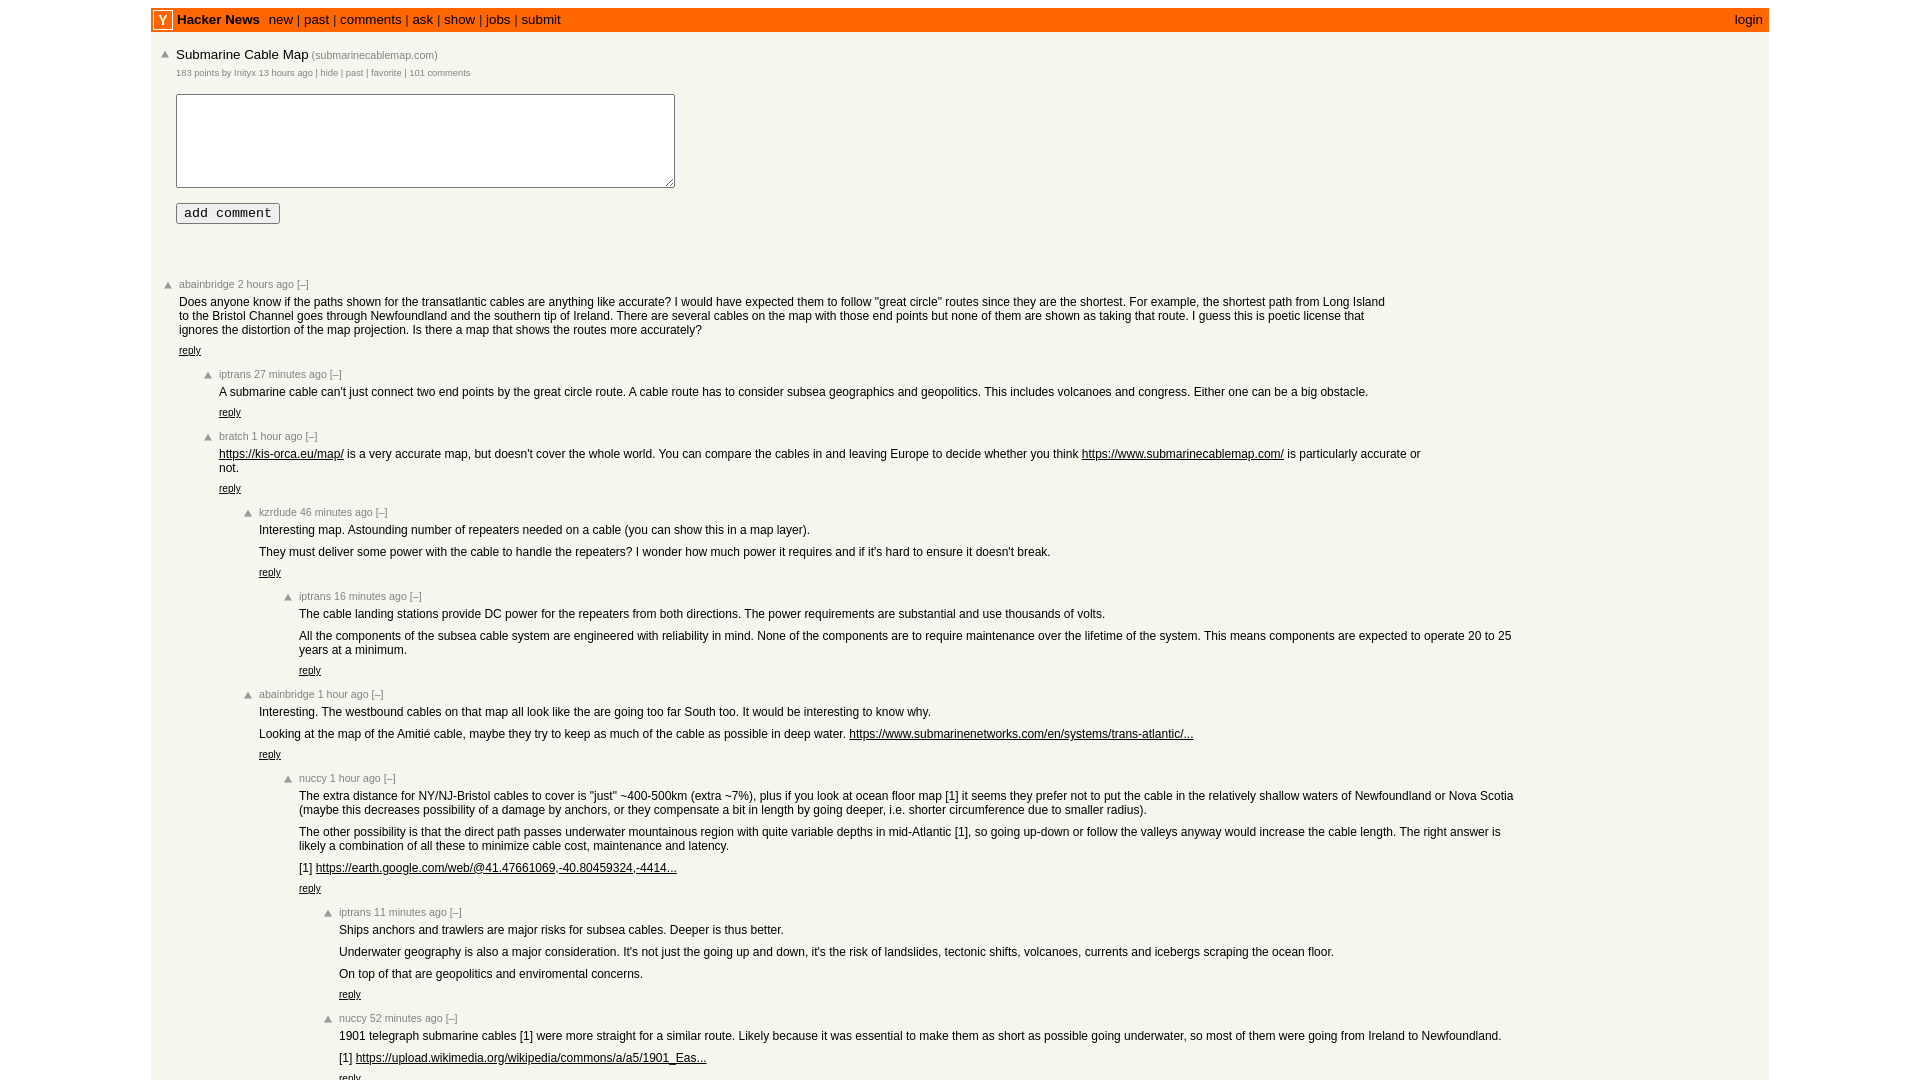 Y Hacker News new | past | comments | ask | show | jobs | submit login
Submarine Cable Map (submarinecablemap.com)
183 points by Inityx 13 hours ago | hide | past | favorite | 101 comments
add comment
abainbridge 2 hours ago [–]
Does anyone know if the paths shown for the transatlantic cables are anything like accurate? I would have expected them to follow "great circle" routes since they are the shortest. For example, the shortest path from Long Island
to the Bristol Channel goes through Newfoundland and the southern tip of Ireland. There are several cables on the map with those end points but none of them are shown as taking that route. I guess this is poetic license that
ignores the distortion of the map projection. Is there a map that shows the routes more accurately?
reply
iptrans 27 minutes ago [–]
A submarine cable can't just connect two end points by the great circle route. A cable route has to consider subsea geographics and geopolitics. This includes volcanoes and congress. Either one can be a big obstacle.
reply
bratch 1 hour ago [–]
https://kis-orca.eu/map/ is a very accurate map, but doesn't cover the whole world. You can compare the cables in and leaving Europe to decide whether you think https://www.submarinecablemap.com/ is particularly accurate or
not.
reply
kzrdude 46 minutes ago [–]
Interesting map. Astounding number of repeaters needed on a cable (you can show this in a map layer).
They must deliver some power with the cable to handle the repeaters? I wonder how much power it requires and if it's hard to ensure it doesn't break.
reply
iptrans 16 minutes ago [–]
The cable landing stations provide DC power for the repeaters from both directions. The power requirements are substantial and use thousands of volts.
All the components of the subsea cable system are engineered with reliability in mind. None of the components are to require maintenance over the lifetime of the system. This means components are expected to operate 20 to 25
years at a minimum.
reply
abainbridge 1 hour ago [–]
Interesting. The westbound cables on that map all look like the are going too far South too. It would be interesting to know why.
Looking at the map of the Amitié cable, maybe they try to keep as much of the cable as possible in deep water. https://www.submarinenetworks.com/en/systems/trans-atlantic/...
reply
nuccy 1 hour ago [–]
The extra distance for NY/NJ-Bristol cables to cover is "just" ~400-500km (extra ~7%), plus if you look at ocean floor map [1] it seems they prefer not to put the cable in the relatively shallow waters of Newfoundland or Nova Scotia
(maybe this decreases possibility of a damage by anchors, or they compensate a bit in length by going deeper, i.e. shorter circumference due to smaller radius).
The other possibility is that the direct path passes underwater mountainous region with quite variable depths in mid-Atlantic [1], so going up-down or follow the valleys anyway would increase the cable length. The right answer is
likely a combination of all these to minimize cable cost, maintenance and latency.
[1] https://earth.google.com/web/@41.47661069,-40.80459324,-4414...
reply
iptrans 11 minutes ago [–]
Ships anchors and trawlers are major risks for subsea cables. Deeper is thus better.
Underwater geography is also a major consideration. It's not just the going up and down, it's the risk of landslides, tectonic shifts, volcanoes, currents and icebergs scraping the ocean floor.
On top of that are geopolitics and enviromental concerns.
reply
nuccy 52 minutes ago [–]
1901 telegraph submarine cables [1] were more straight for a similar route. Likely because it was essential to make them as short as possible going underwater, so most of them were going from Ireland to Newfoundland.
[1] https://upload.wikimedia.org/wikipedia/commons/a/a5/1901_Eas...
reply